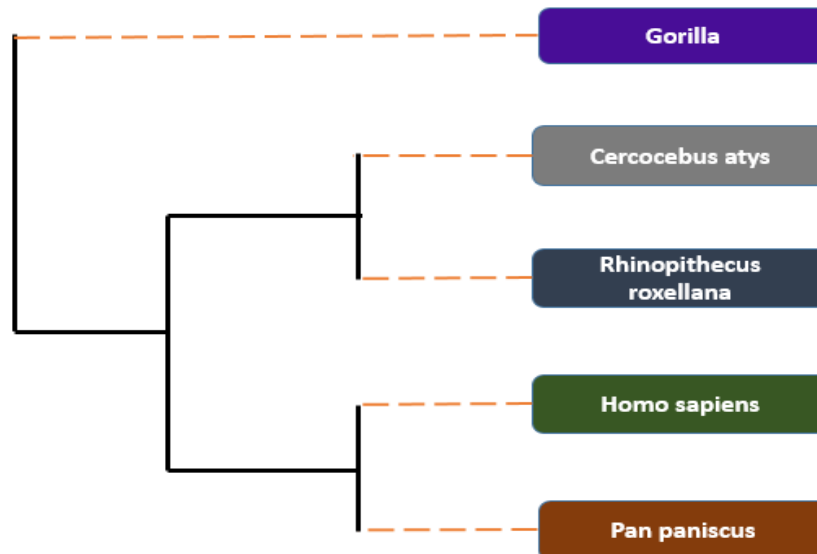 Gorilla
Cercocebus atys
Rhinopithecus
roxellana
Homo sapiens
Pan paniscus